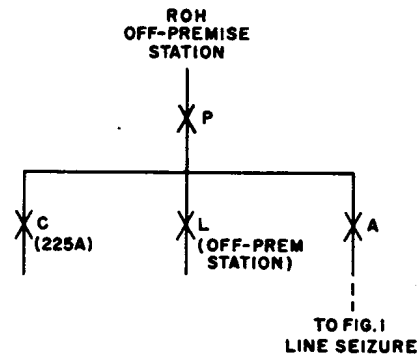 ROH
OFF-PREMISE
STATION
P
C
(225A)
L
(OFF-PREM
STATION)
A
TO FIG. 1
LINE SEIZURE